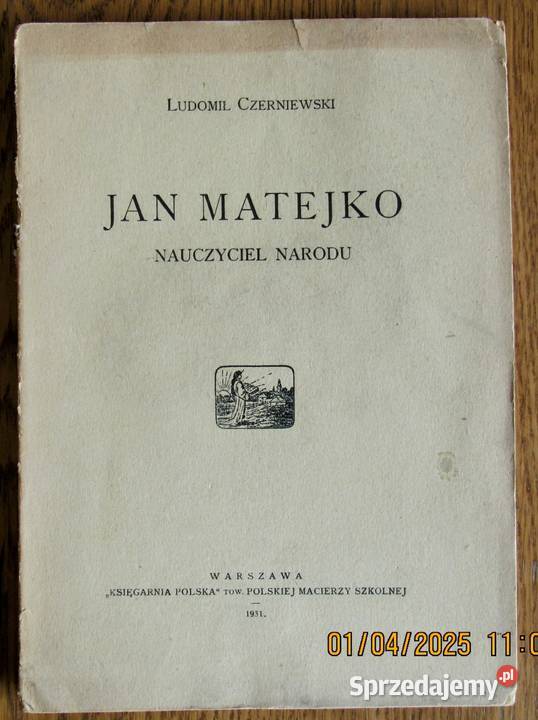 LUDOMIŁ CZERNIEWSKI
JAN MATEJKO
NAUCZYCIEL NARODU
WARSZAWA
„KSIĘGARNIA POLSKA“ TOW. POLSKIEJ MACIERZY SZKOLNEJ
1931.
01/04/2025 11:0
Sprzedajemy.pl